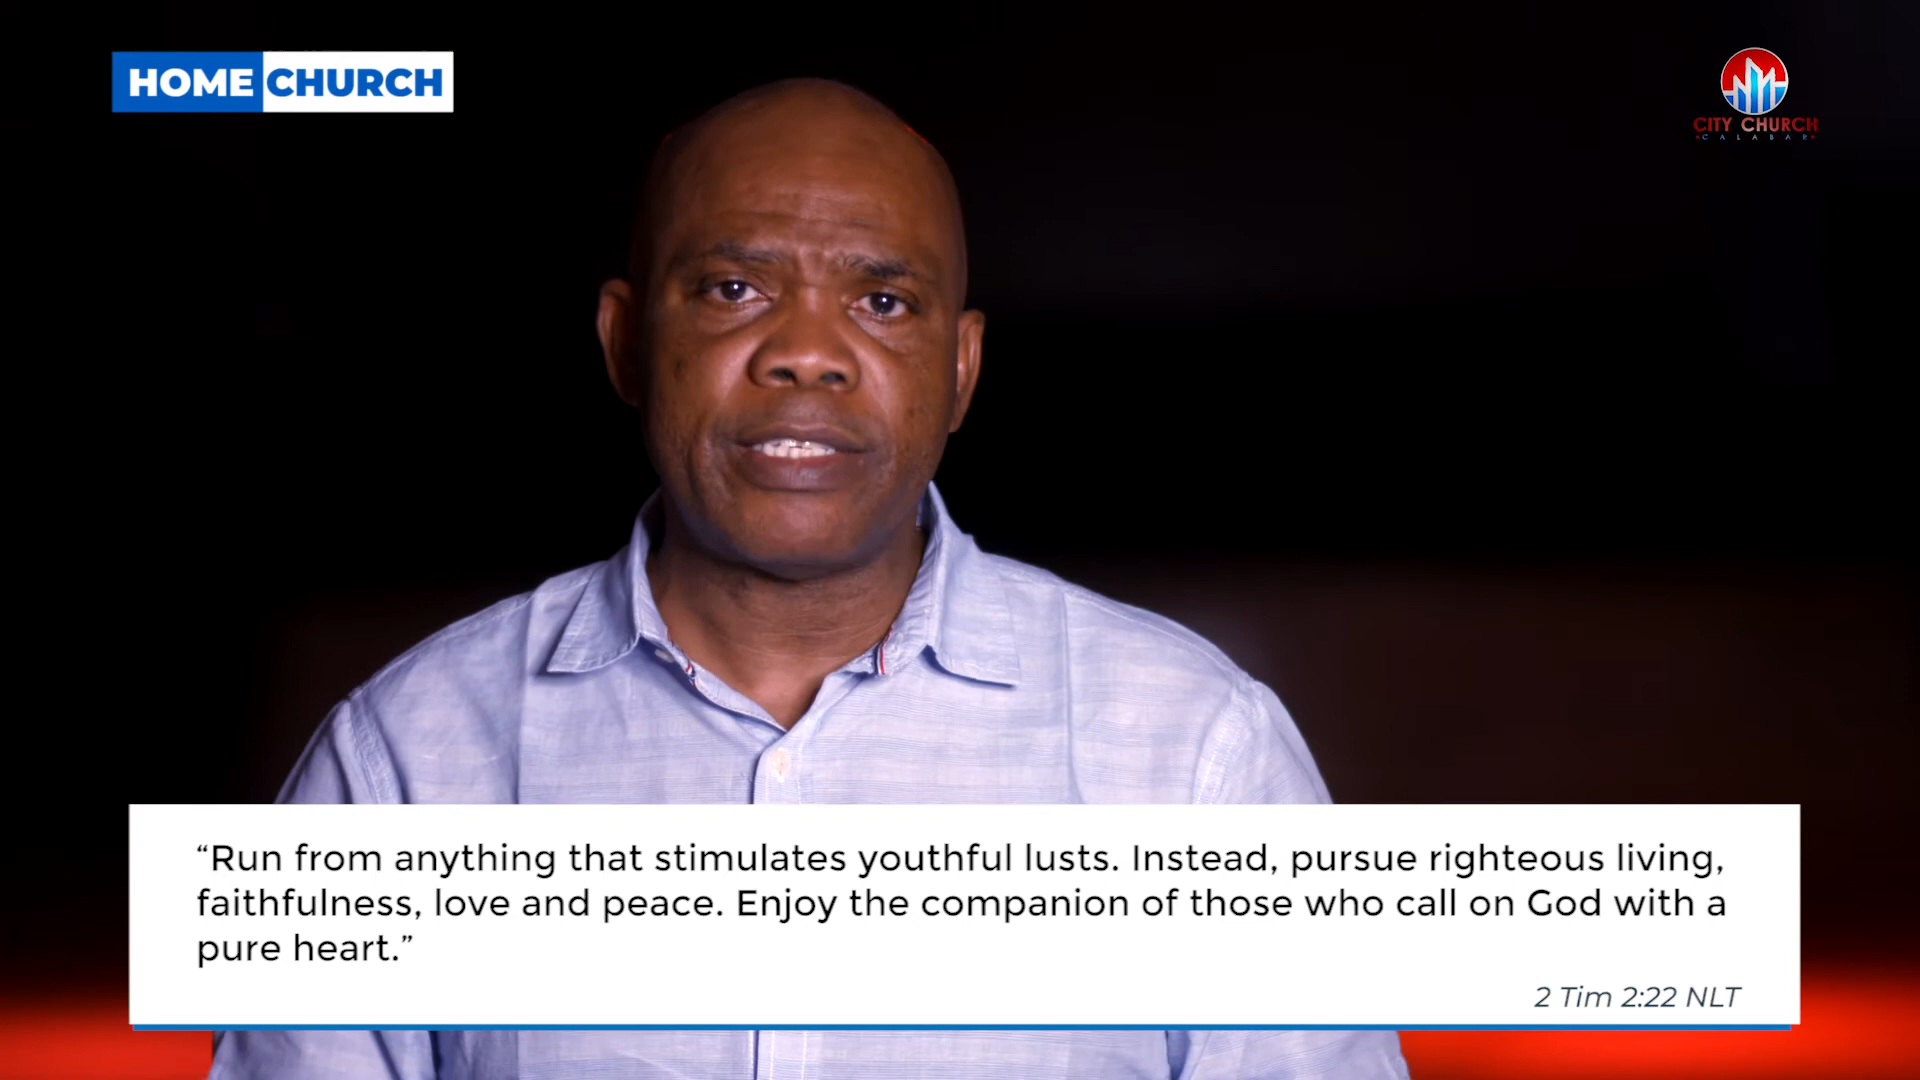 HOME CHURCH
CITY CHURCH
CALABAR
“Run from anything that stimulates youthful lusts. Instead, pursue righteous living,
faithfulness, love and peace. Enjoy the companion of those who call on God with a
pure heart.”
2 Tim 2:22 NLT